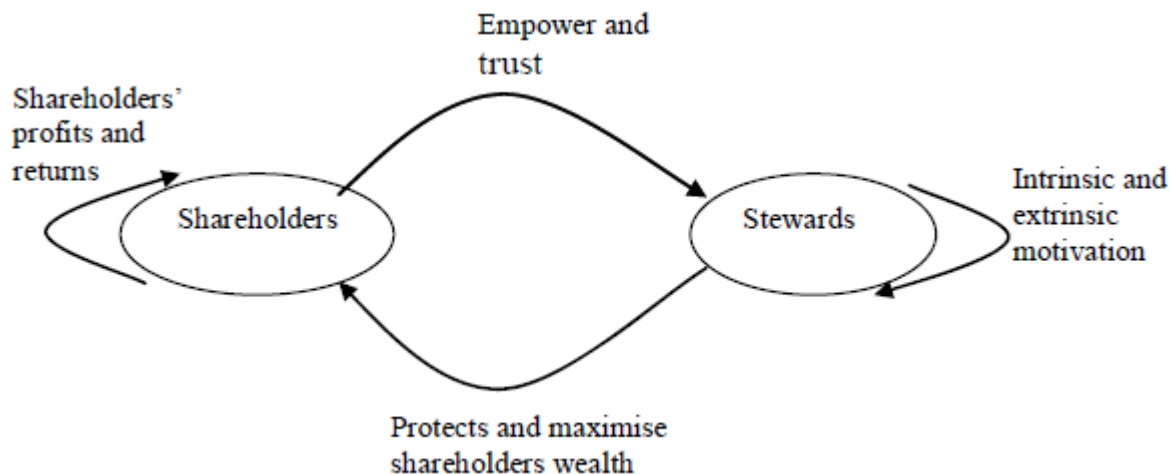 Empower and
trust
Shareholders’
profits and
returns
Shareholders
Stewards
Intrinsic and
extrinsic
motivation
Protects and maximise
shareholders wealth